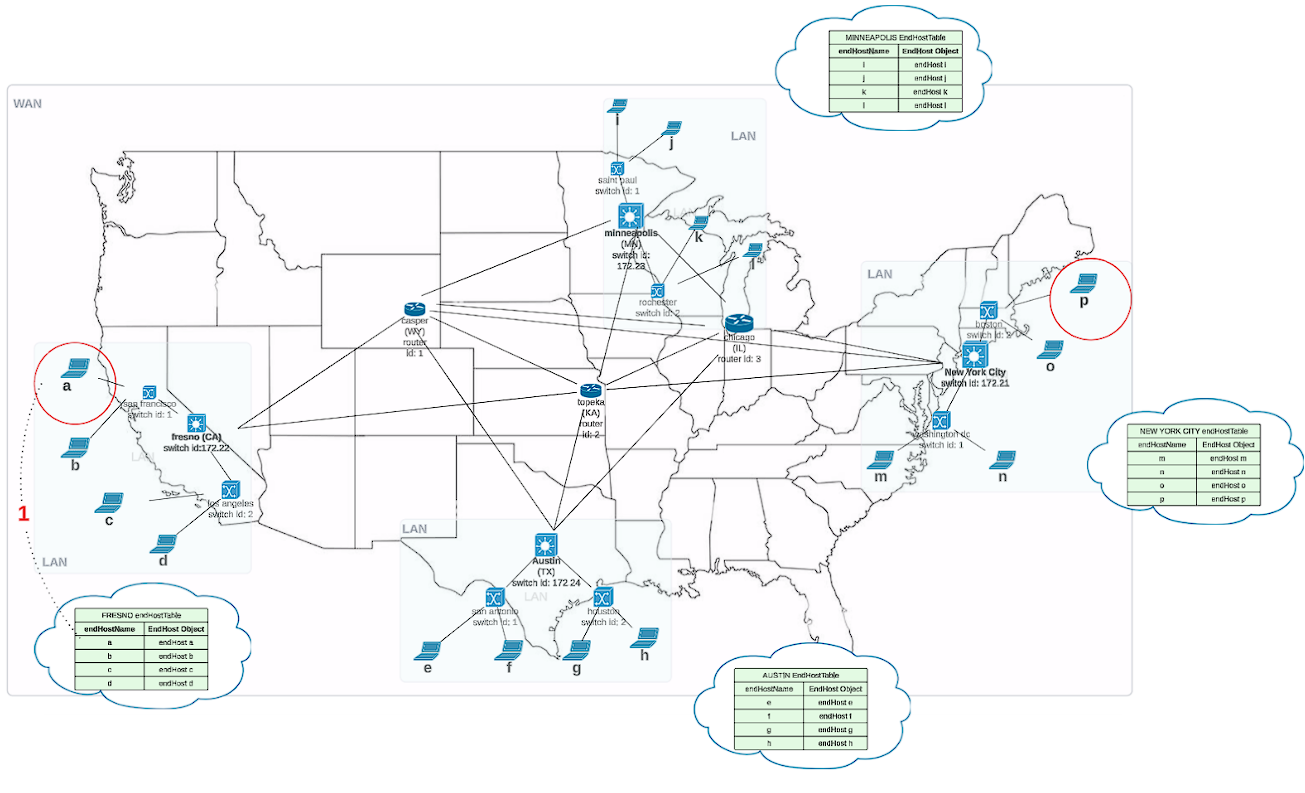 MINNEAPOLIS EndHostTable
endHostName EndHost Object
i endHost i
j endHost j
k endHost k
l endHost l
WAN
LAN
i
j
saint paul
switch id: 1
minneapolis
(MN)
switch id:
172.23
LAN
k
l
rochester
switch id: 2
casper
(WY)
router
id: 1
chicago
(IL)
router id: 3
topeka
(KA)
router
id: 2
LAN
p
boston
switch id: 2
o
New York City
switch id: 172.21
washington dc
switch id: 1
m
n
a
san francisco
switch id: 1
fresno (CA)
switch id:172.22
b
LAN
c
los angeles
switch id: 2
d
LAN
1
LAN
Austin
(TX)
switch id: 172 24
LAN
san antonio
switch id: 1
houston
switch id: 2
e
f
g
h
NEW YORK CITY endHostTable
endHostName EndHost Object
m endHost m
n endHost n
o endHost o
p endHost p
FRESNO endHostTable
endHostName EndHost Object
a endHost a
b endHost b
c endHost c
d endHost d
AUSTIN EndHostTable
endHostName EndHost Object
e endHost e
f endHost f
g endHost g
h endHost h